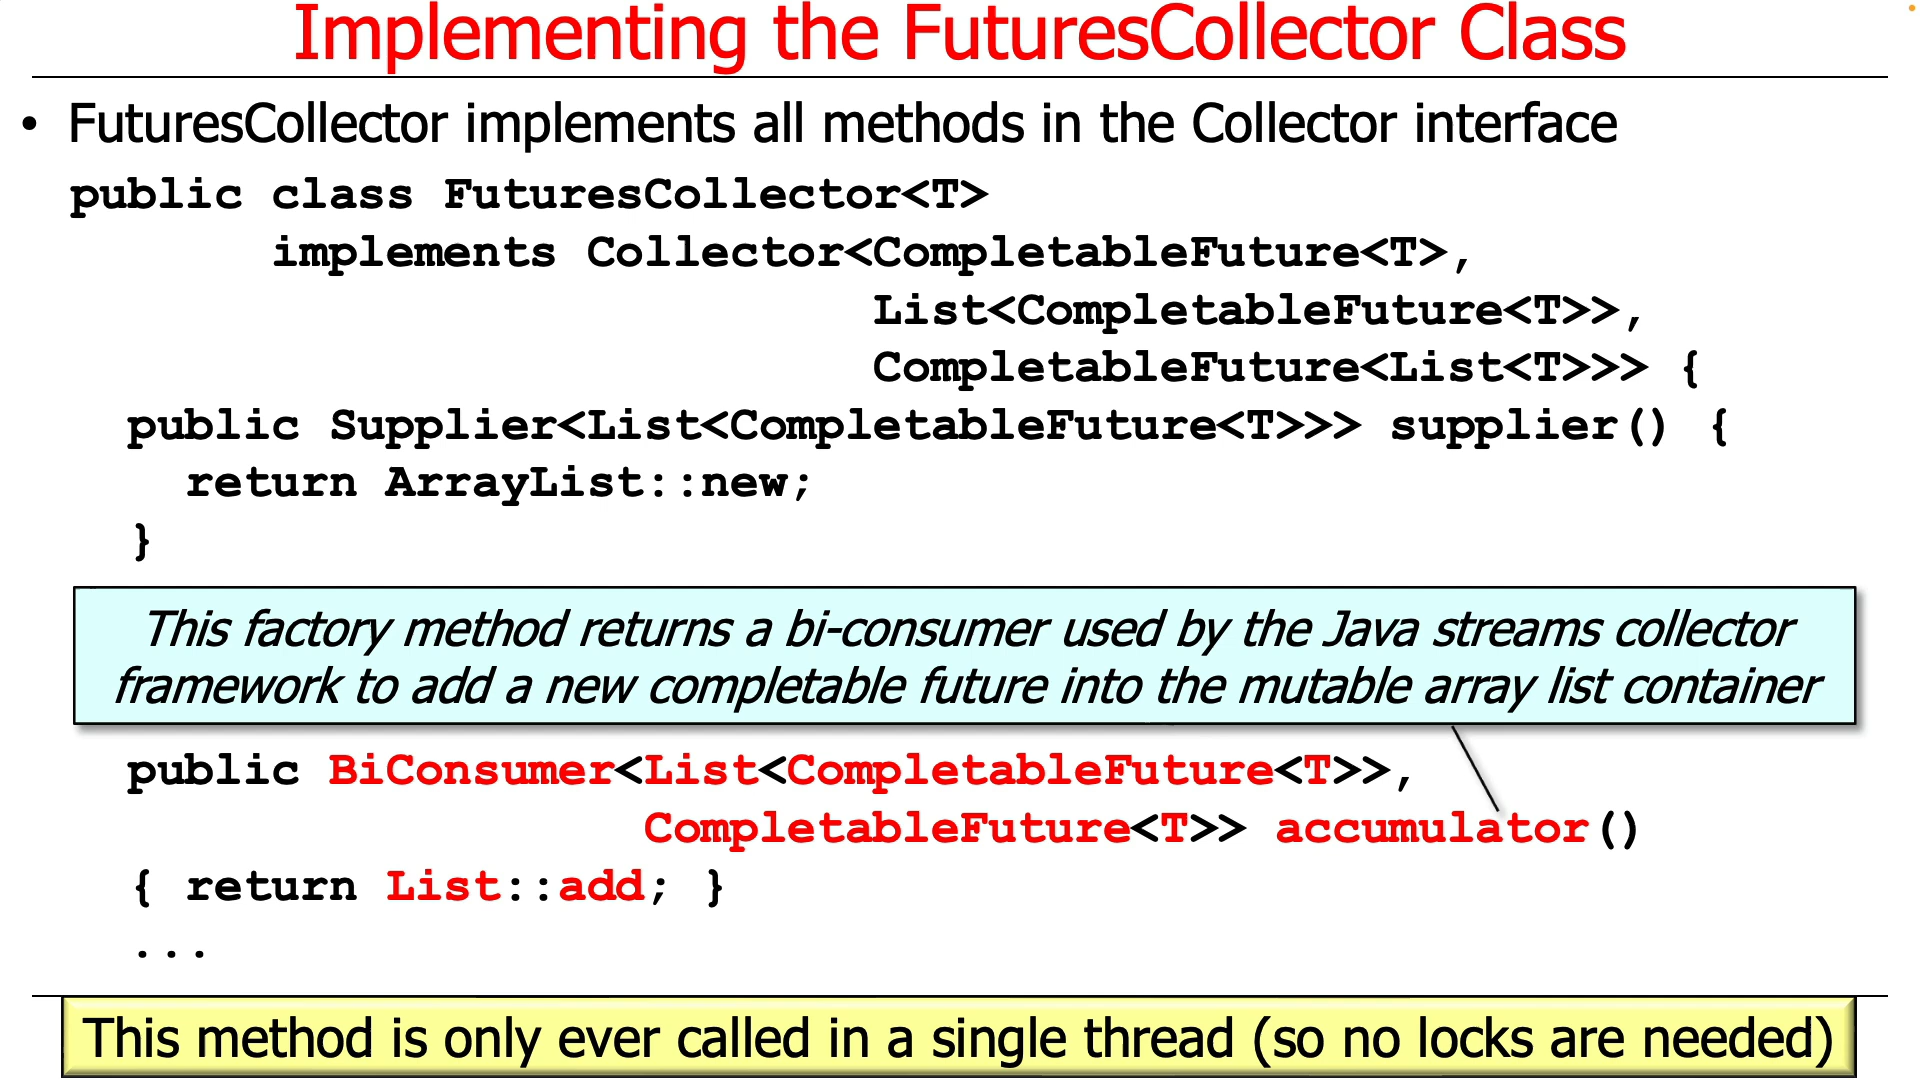 Implementing the FuturesCollector Class
• FuturesCollector implements all methods in the Collector interface
public class FuturesCollector<T>
implements Collector<CompletableFuture<T>,
List<CompletableFuture<T>>,
CompletableFuture<List<T>>> {
public Supplier<List<CompletableFuture<T>>> supplier() {
return ArrayList::new;
}
This factory method returns a bi-consumer used by the Java streams collector
framework to add a new completable future into the mutable array list container
public BiConsumer<List<CompletableFuture<T>>,
CompletableFuture<T>> accumulator()
{ return List::add; }
...
This method is only ever called in a single thread (so no locks are needed)